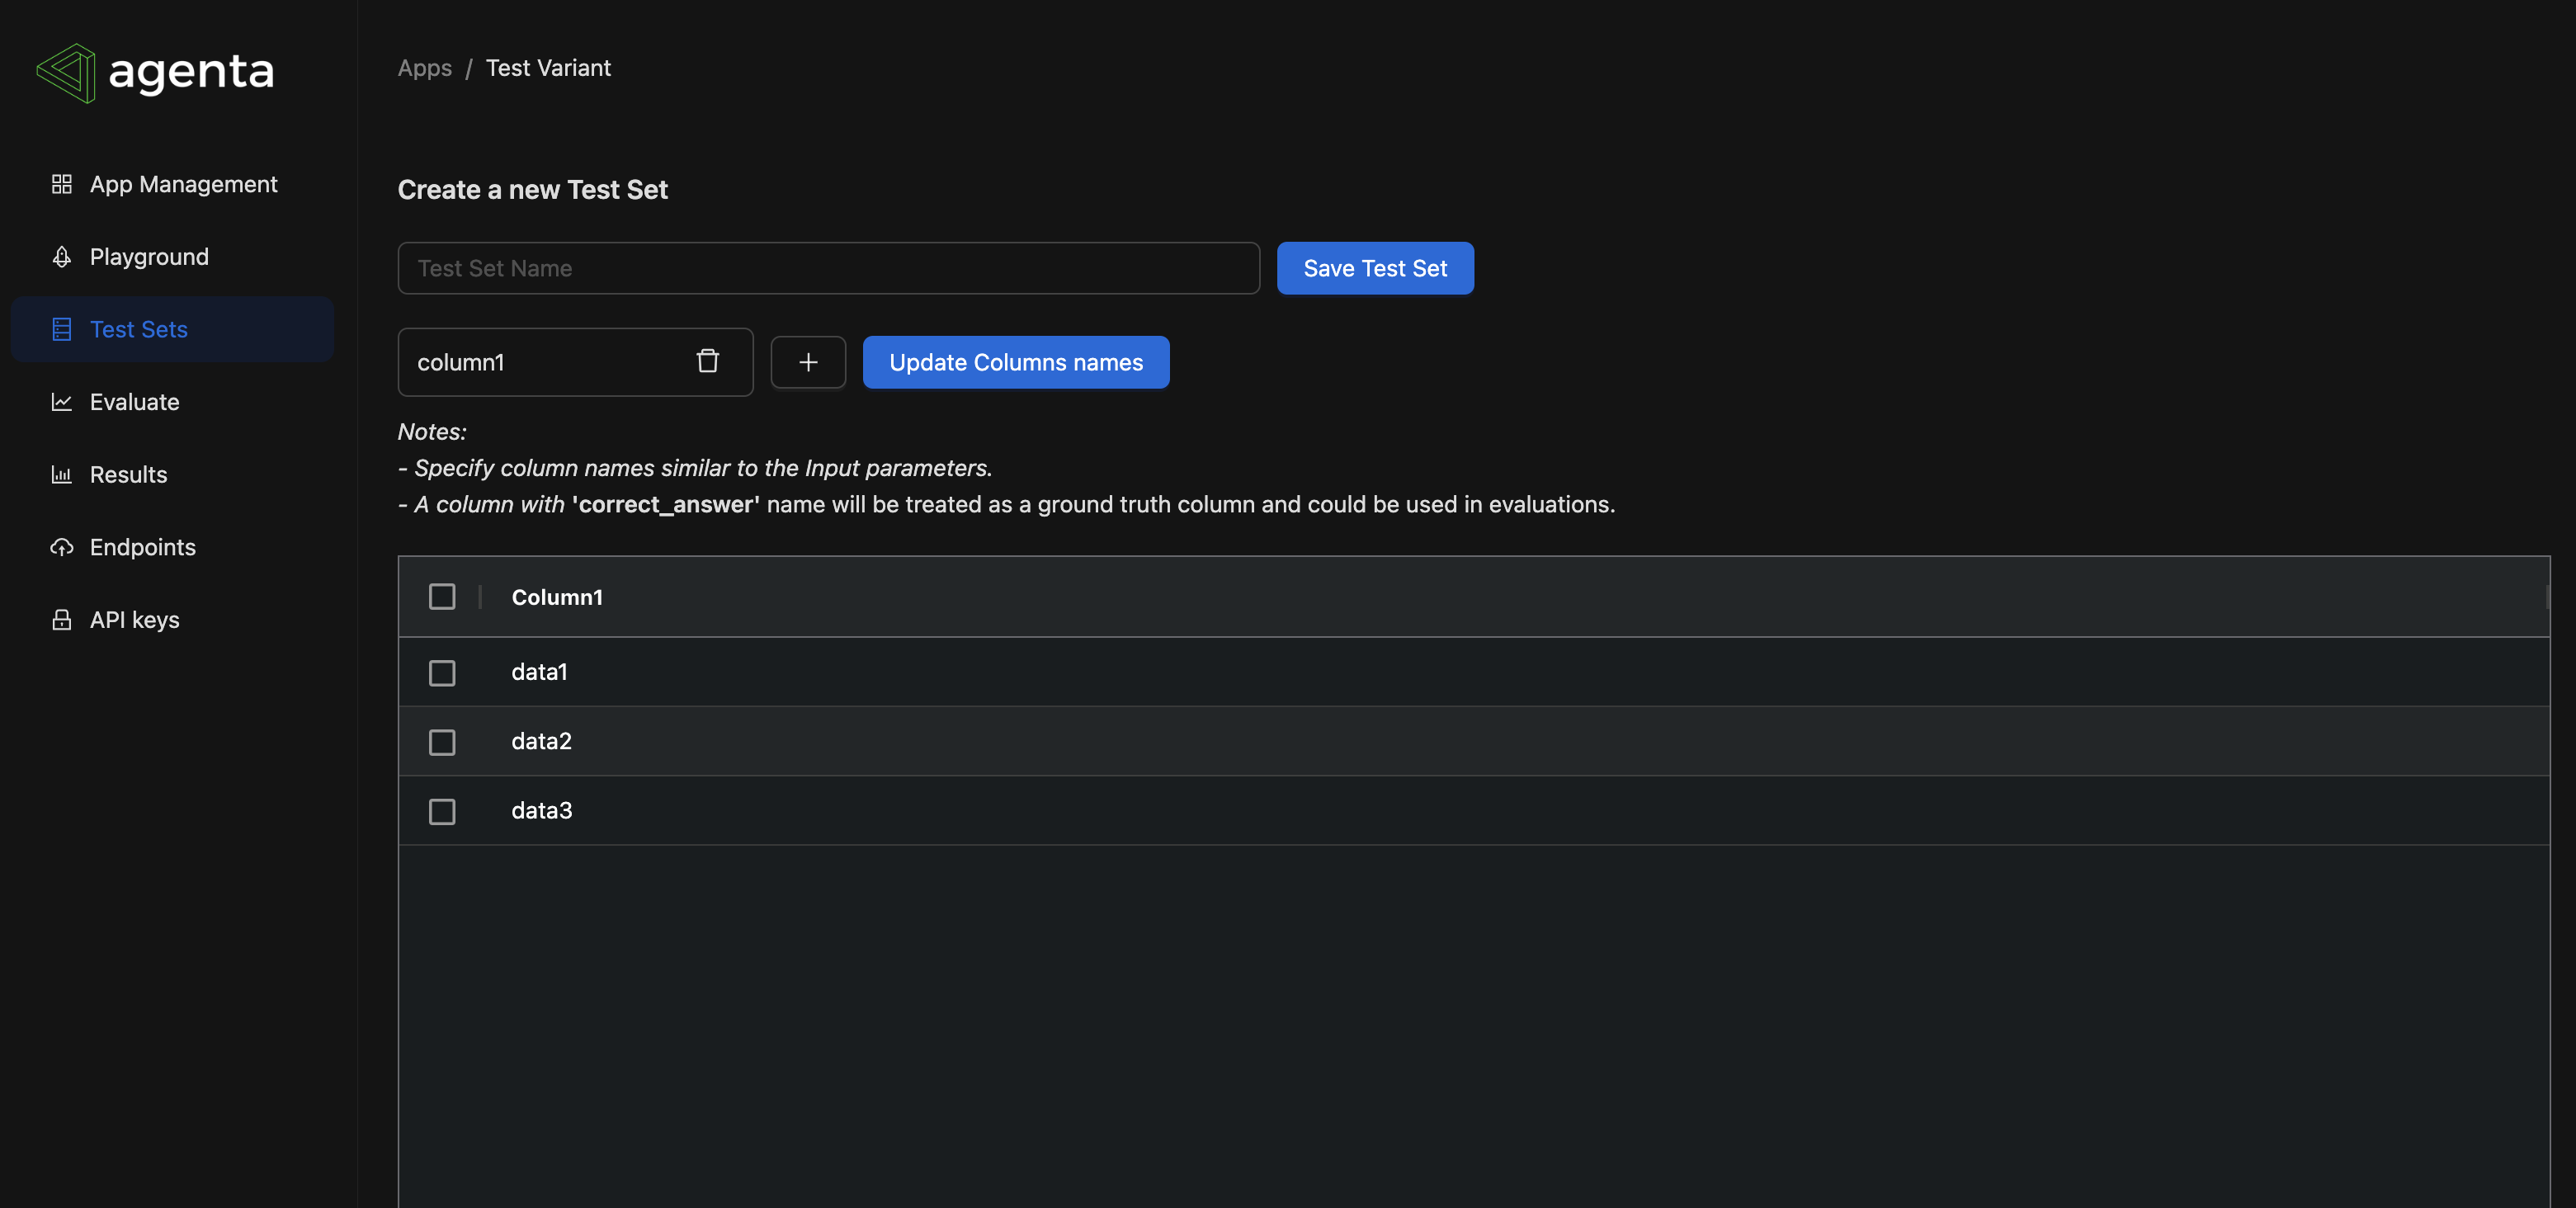 agenta
Apps / Test Variant
App Management
Playground
Test Sets
Evaluate
Results
Endpoints
API keys
Create a new Test Set
Test Set Name
Save Test Set
column1
+
Update Columns names
Notes:
- Specify column names similar to the Input parameters.
- A column with 'correct_answer' name will be treated as a ground truth column and could be used in evaluations.
Column1
data1
data2
data3